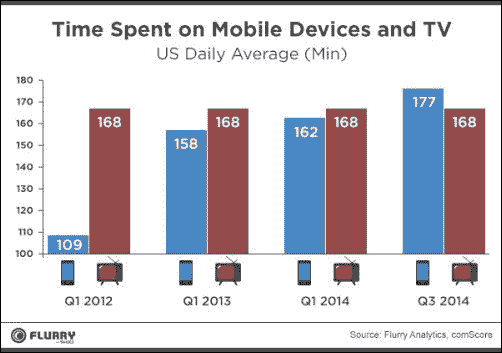 Time Spent on Mobile Devices and TV
US Daily Average (Min)
180
170
160
150
140
130
120
110
100
109
168
158
168
162
168
177
168
Q1 2012
Q1 2013
Q1 2014
Q3 2014
FLURRY
Source: Flurry Analytics, comScore